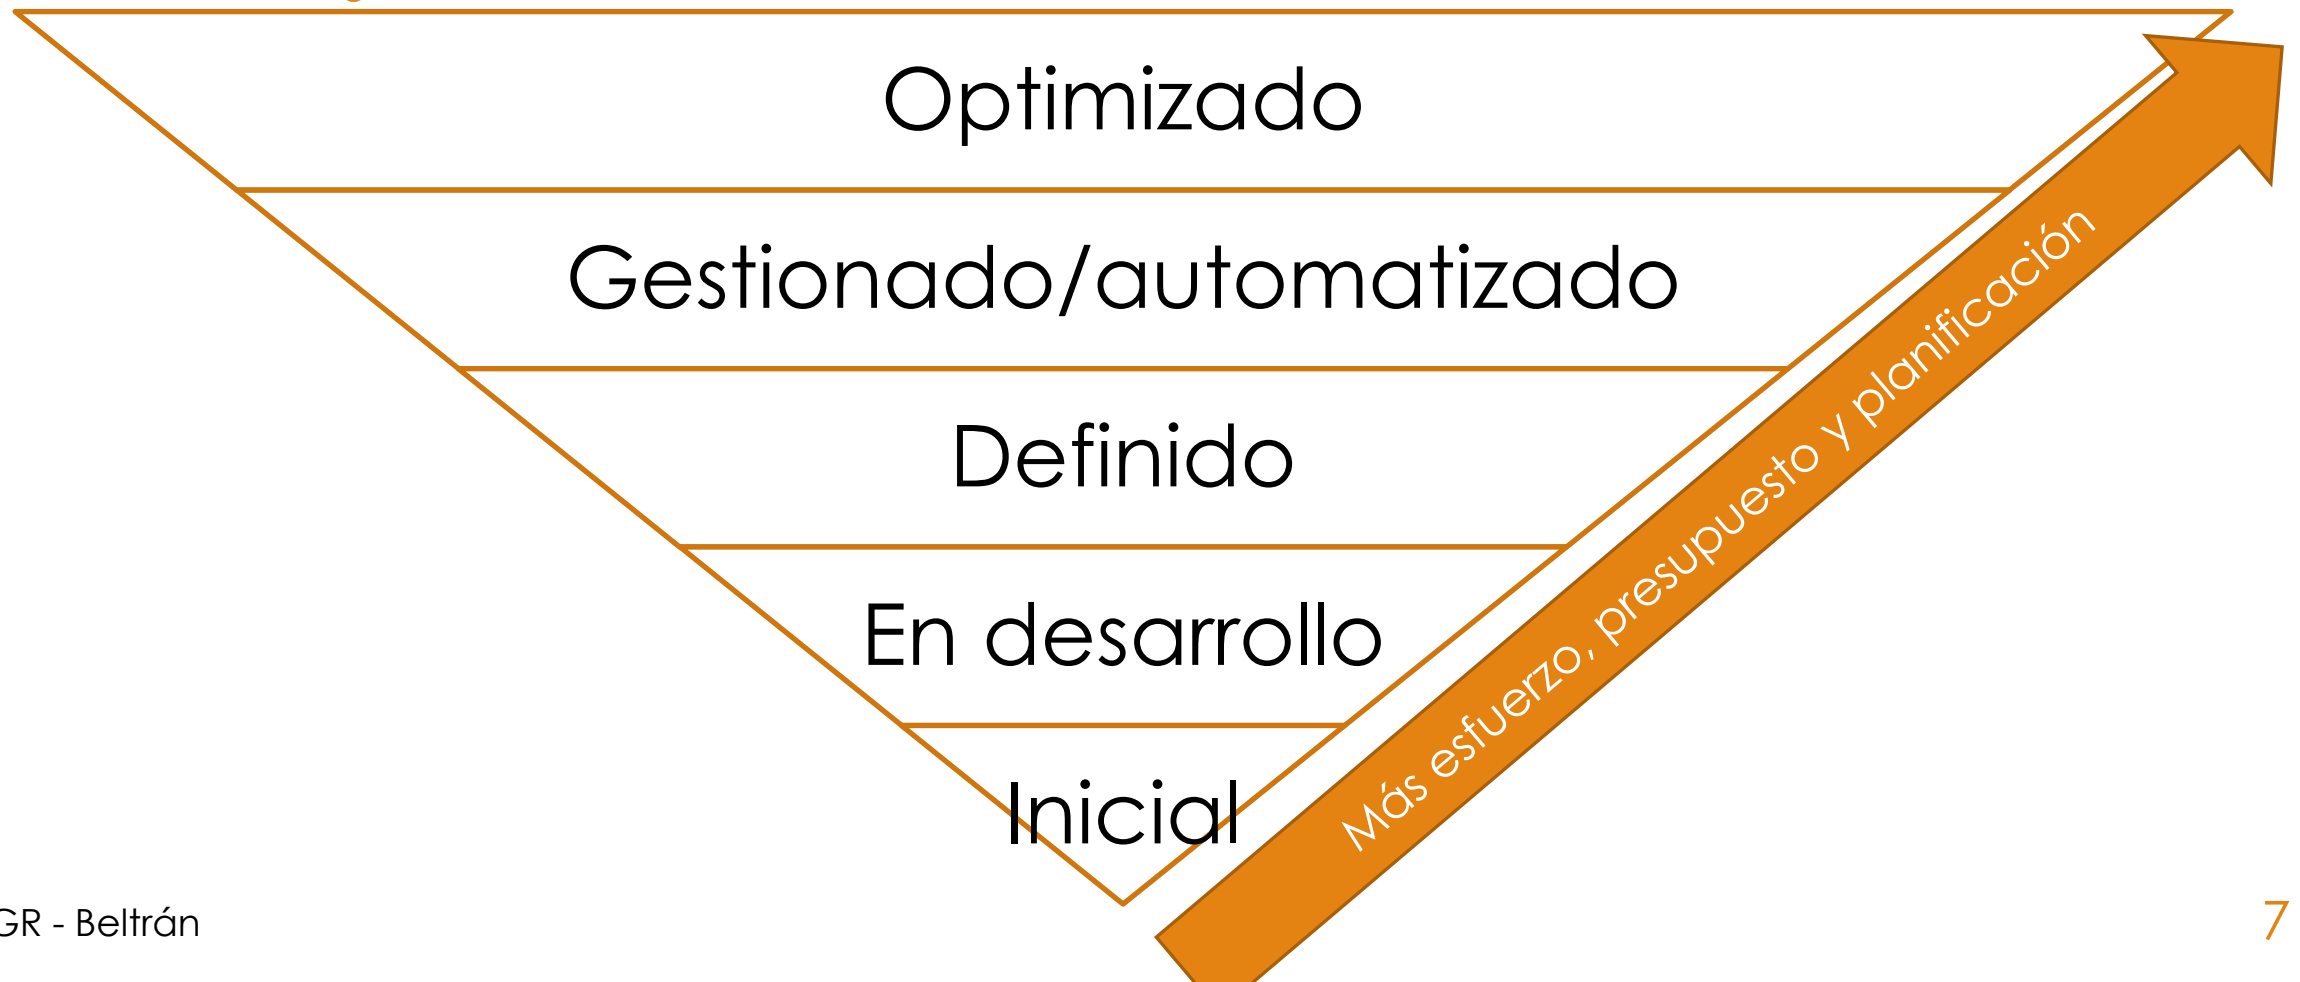 Optimizado
Gestionado/automatizado
Definido
En desarrollo
Inicial
Más esfuerzo, presupuesto y planificación
GR - Beltrán
7